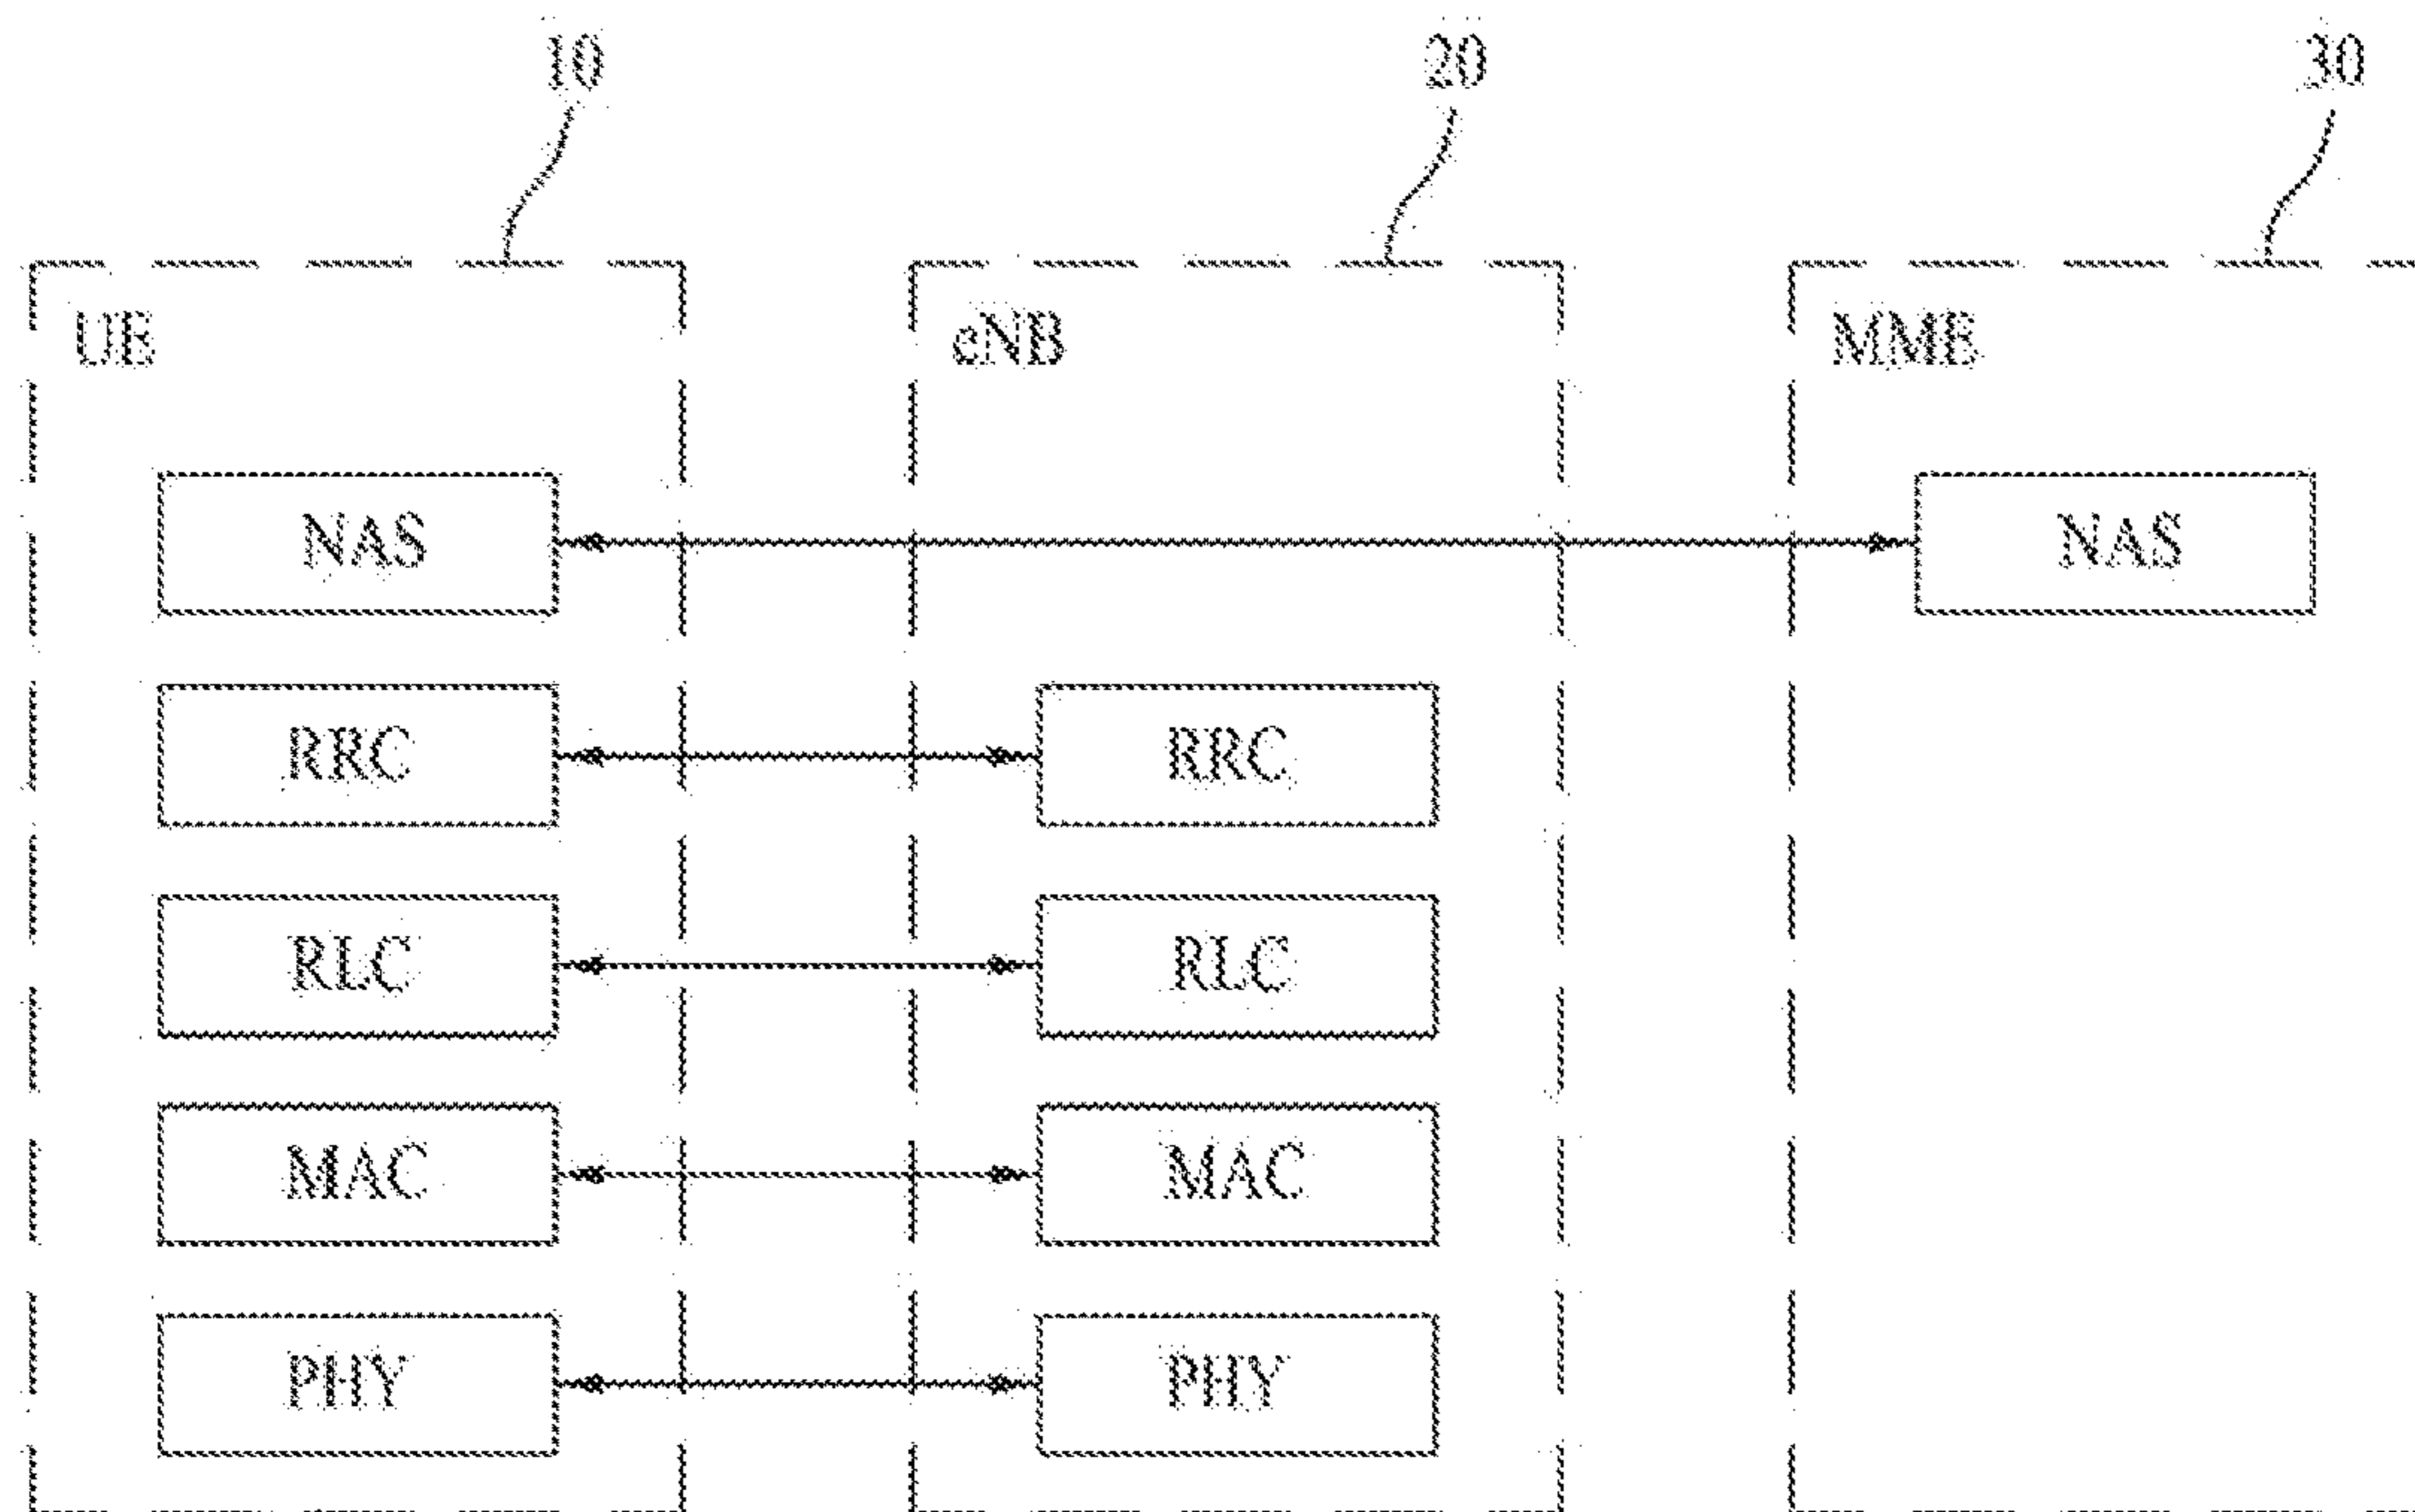 10 20 30
UE eNB MME
NAS NAS
RRC RRC
RLC RLC
MAC MAC
PHY PHY